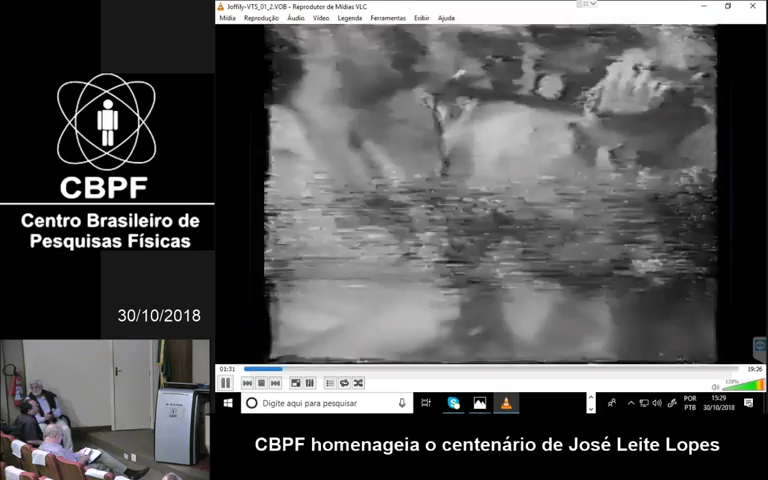 Joffily-VTS_01_2.VOB - Reprodutor de Mídias VLC
Mídia Reprodução Áudio Vídeo Legenda Ferramentas Exibir Ajuda
CBPF
Centro Brasileiro de
Pesquisas Físicas
30/10/2018
01:31
19:26
Digite aqui para pesquisar
POR
PTB
15:29
30/10/2018
CBPF homenageia o centenário de José Leite Lopes